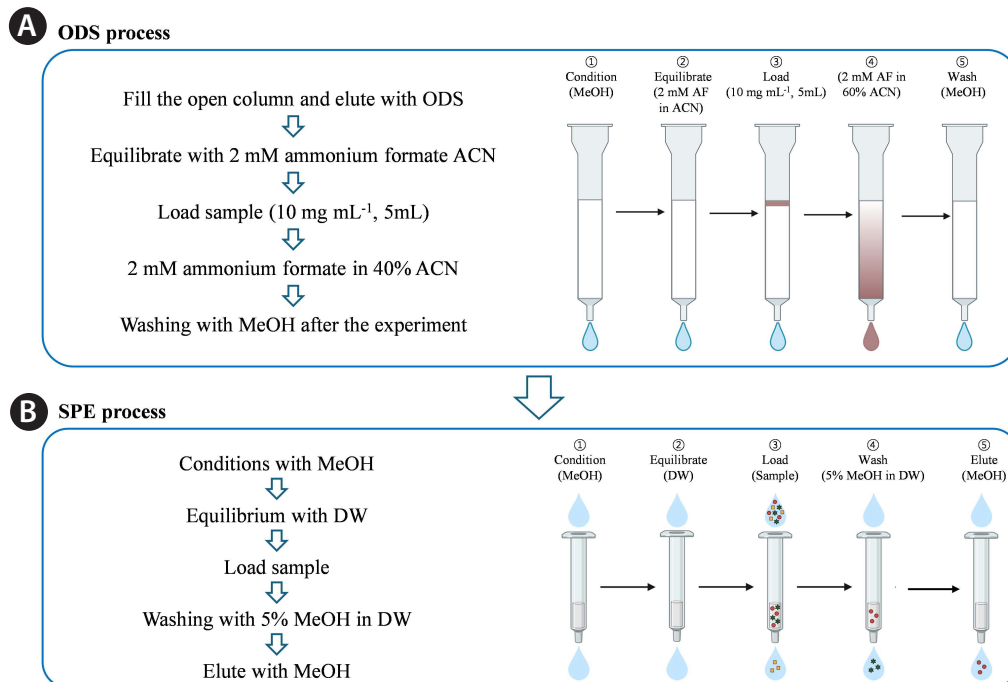 A ODS process
Fill the open column and elute with ODS
Equilibrate with 2 mM ammonium formate ACN
Load sample (10 mg mL⁻¹, 5mL)
2 mM ammonium formate in 40% ACN
Washing with MeOH after the experiment
①
Condition
(MeOH)
②
Equilibrate
(2 mM AF
in ACN)
③
Load
(10 mg mL⁻¹, 5mL)
④
(2 mM AF in
60% ACN)
⑤
Wash
(MeOH)
B SPE process
Conditions with MeOH
Equilibrium with DW
Load sample
Washing with 5% MeOH in DW
Elute with MeOH
①
Condition
(MeOH)
②
Equilibrate
(DW)
③
Load
(Sample)
④
Wash
(5% MeOH in DW)
⑤
Elute
(MeOH)